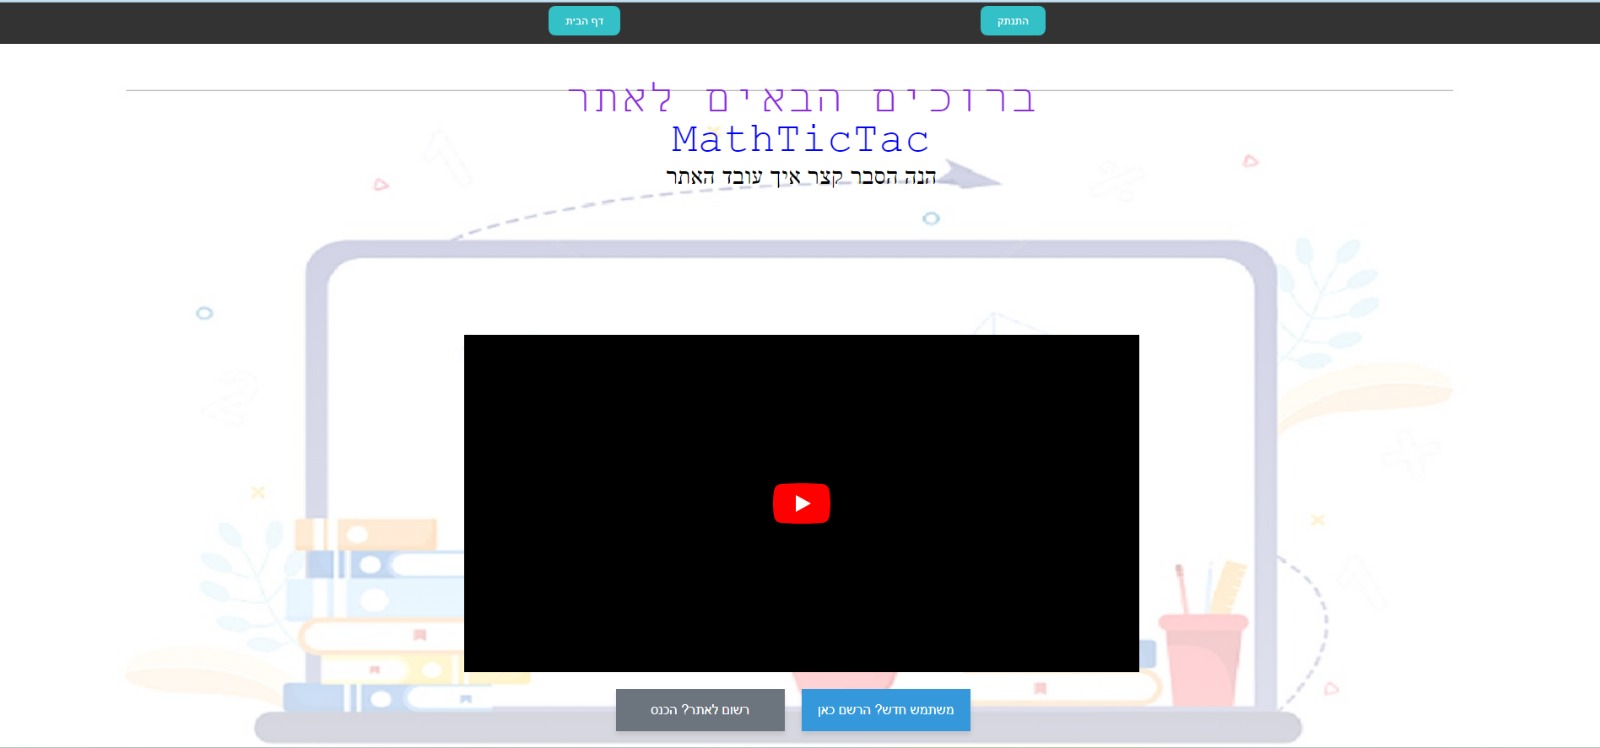 התנתק
דף הבית
ברוכים הבאים לאתר
MathTicTac
הנה הסבר קצר איך עובד האתר
משתמש חדש? הרשם כאן
רשום לאתר? הכנס